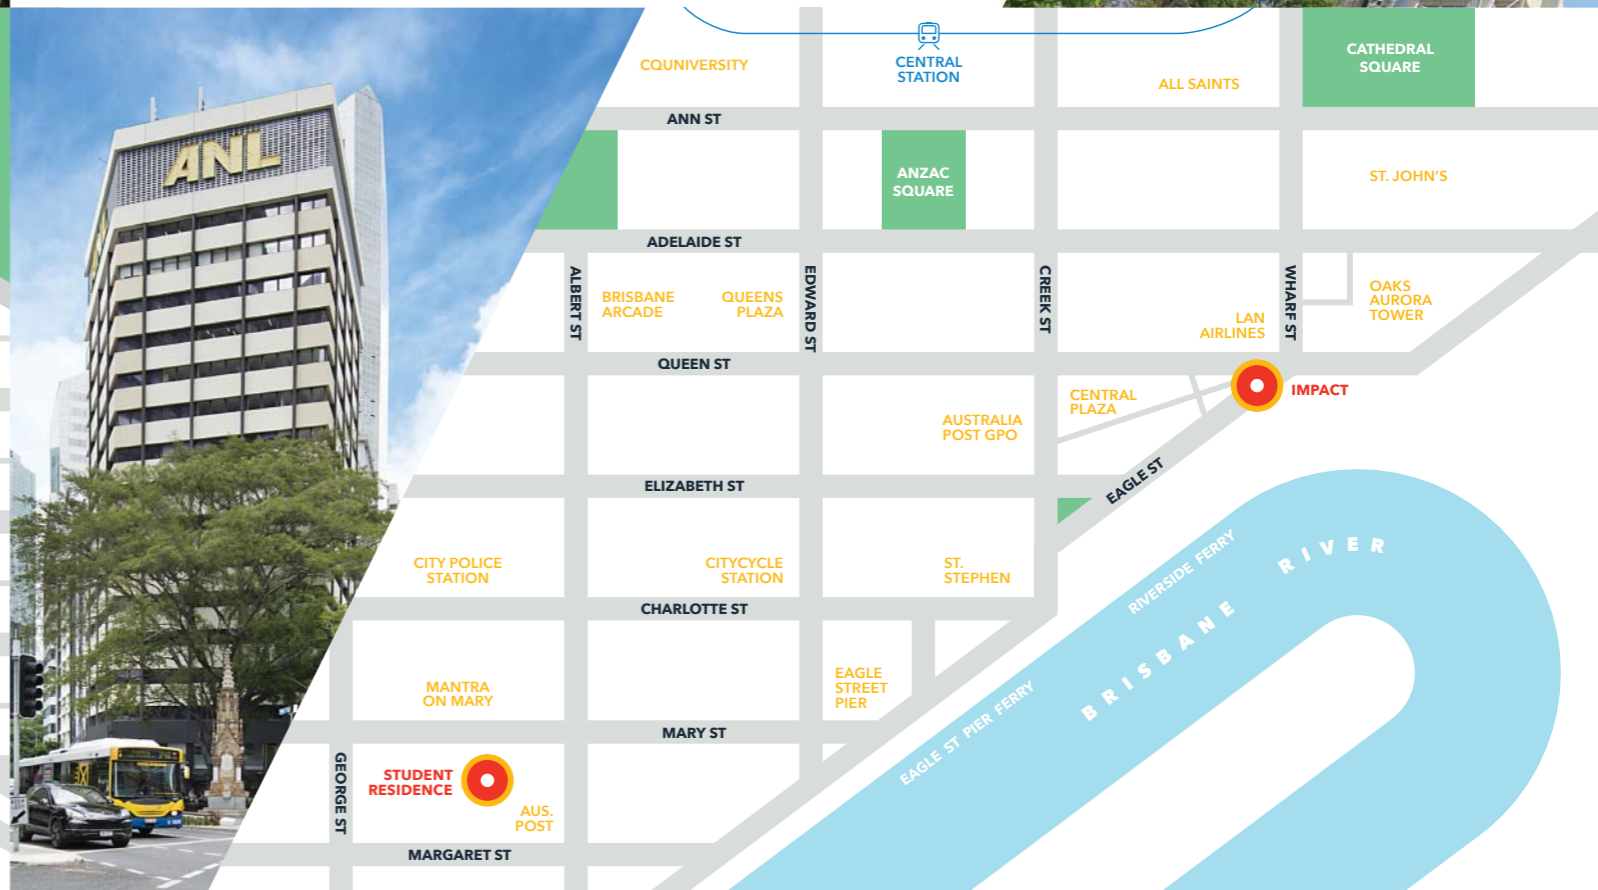 ANL
CQUNIVERSITY
CENTRAL
STATION
ALL SAINTS
CATHEDRAL
SQUARE
ANN ST
ANZAC
SQUARE
ST. JOHN'S
ADELAIDE ST
ALBERT ST
BRISBANE
ARCADE
QUEENS
PLAZA
EDWARD ST
CREEK ST
LAN
AIRLINES
WHARF ST
OAKS
AURORA
TOWER
QUEEN ST
IMPACT
CENTRAL
PLAZA
AUSTRALIA
POST GPO
ELIZABETH ST
EAGLE ST
CITY POLICE
STATION
CITYCYCLE
STATION
ST.
STEPHEN
RIVERSIDE FERRY
BRISBANE RIVER
CHARLOTTE ST
MANTRA
ON MARY
EAGLE
STREET
PIER
EAGLE ST PIER FERRY
MARY ST
GEORGE ST
STUDENT
RESIDENCE
AUS.
POST
MARGARET ST